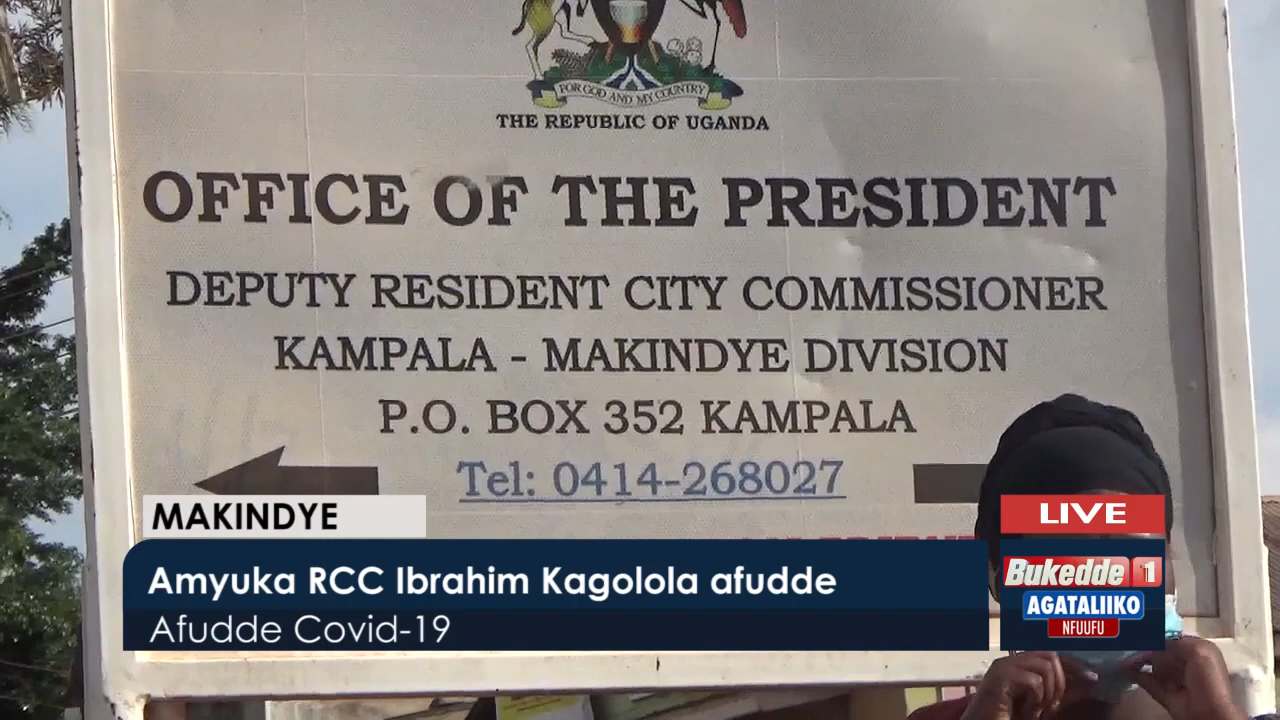 FOR GOD AND MY COUNTRY
THE REPUBLIC OF UGANDA
OFFICE OF THE PRESIDENT
DEPUTY RESIDENT CITY COMMISSIONER
KAMPALA - MAKINDYE DIVISION
P.O. BOX 352 KAMPALA
Tel: 0414-268027
MAKINDYE
LIVE
Amyuka RCC Ibrahim Kagolola afudde
Afudde Covid-19
Bukedde 1
AGATALIIKO
NFUUFU